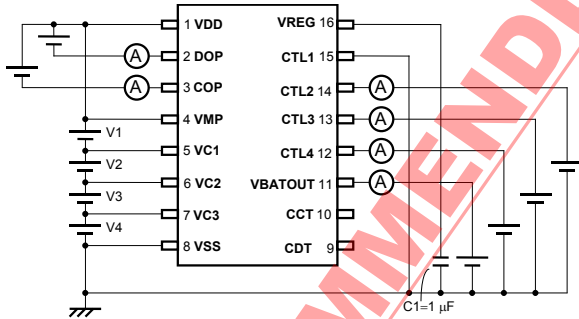 1 VDD
2 DOP
3 COP
4 VMP
5 VC1
6 VC2
7 VC3
8 VSS
VREG 16
CTL1 15
CTL2 14
CTL3 13
CTL4 12
VBATOUT 11
CCT 10
CDT 9
A
A
A
A
A
A
V1
V2
V3
V4
C1=1 μF
MMEND